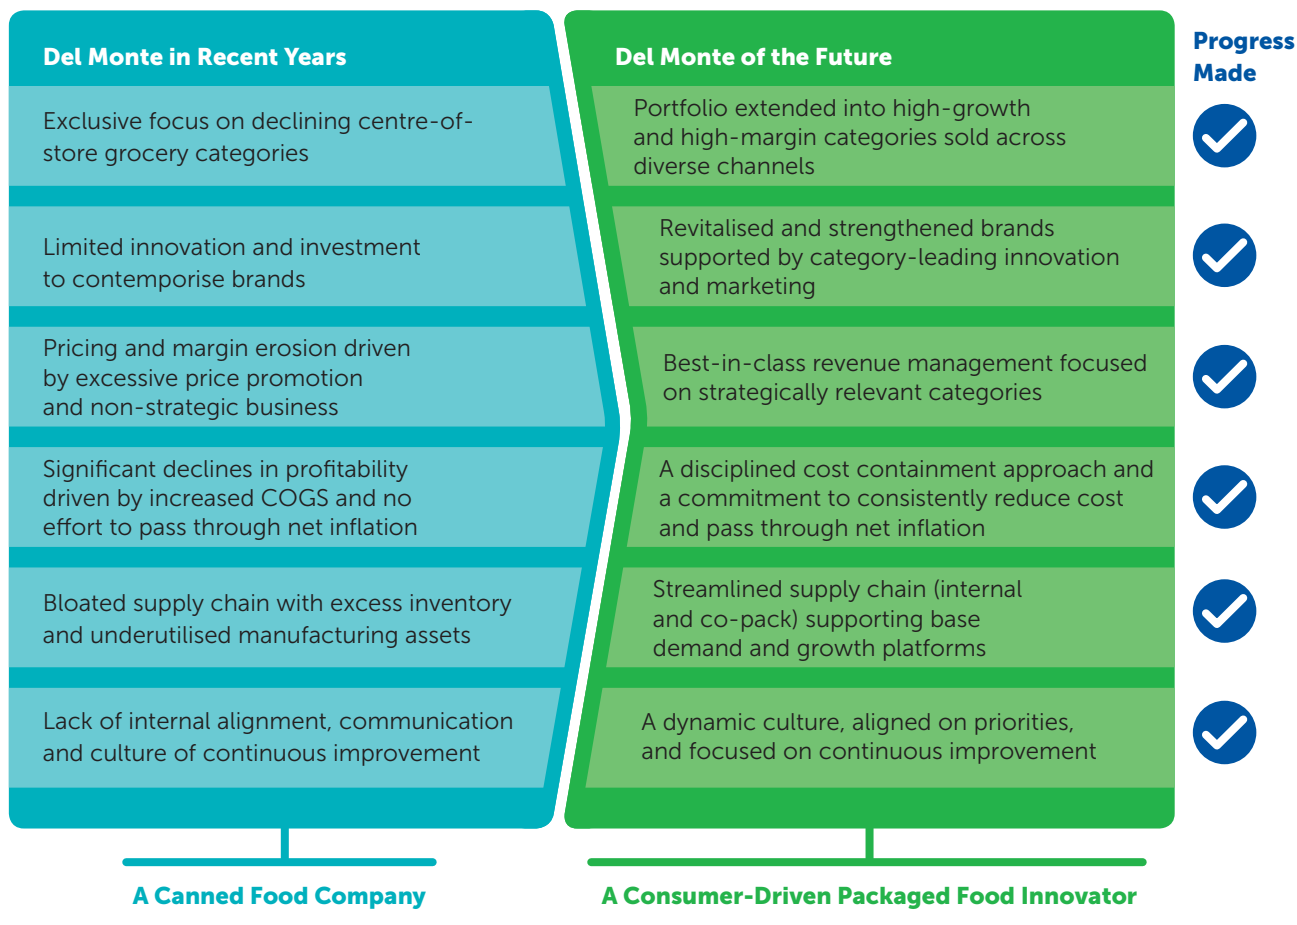 Del Monte in Recent Years
Del Monte of the Future
Progress
Made
Exclusive focus on declining centre-of-
store grocery categories
Portfolio extended into high-growth
and high-margin categories sold across
diverse channels
Limited innovation and investment
to contemporise brands
Revitalised and strengthened brands
supported by category-leading innovation
and marketing
Pricing and margin erosion driven
by excessive price promotion
and non-strategic business
Best-in-class revenue management focused
on strategically relevant categories
Significant declines in profitability
driven by increased COGS and no
effort to pass through net inflation
A disciplined cost containment approach and
a commitment to consistently reduce cost
and pass through net inflation
Bloated supply chain with excess inventory
and underutilised manufacturing assets
Streamlined supply chain (internal
and co-pack) supporting base
demand and growth platforms
Lack of internal alignment, communication
and culture of continuous improvement
A dynamic culture, aligned on priorities,
and focused on continuous improvement
A Canned Food Company
A Consumer-Driven Packaged Food Innovator